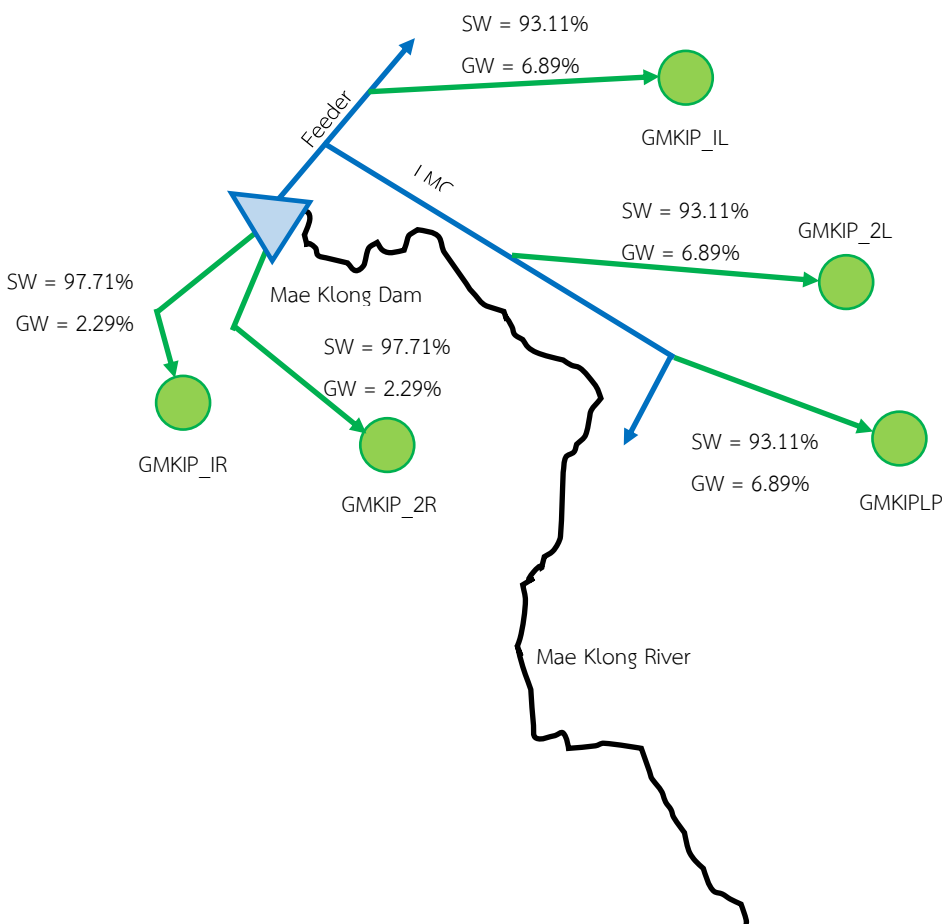 SW = 93.11%
GW = 6.89%
GMKIP_IL
Feeder
SW = 93.11%
GW = 6.89%
GMKIP_2L
SW = 97.71%
GW = 2.29%
Mae Klong Dam
SW = 97.71%
GW = 2.29%
GMKIP_IR
GMKIP_2R
SW = 93.11%
GW = 6.89%
GMKIPLP
Mae Klong River